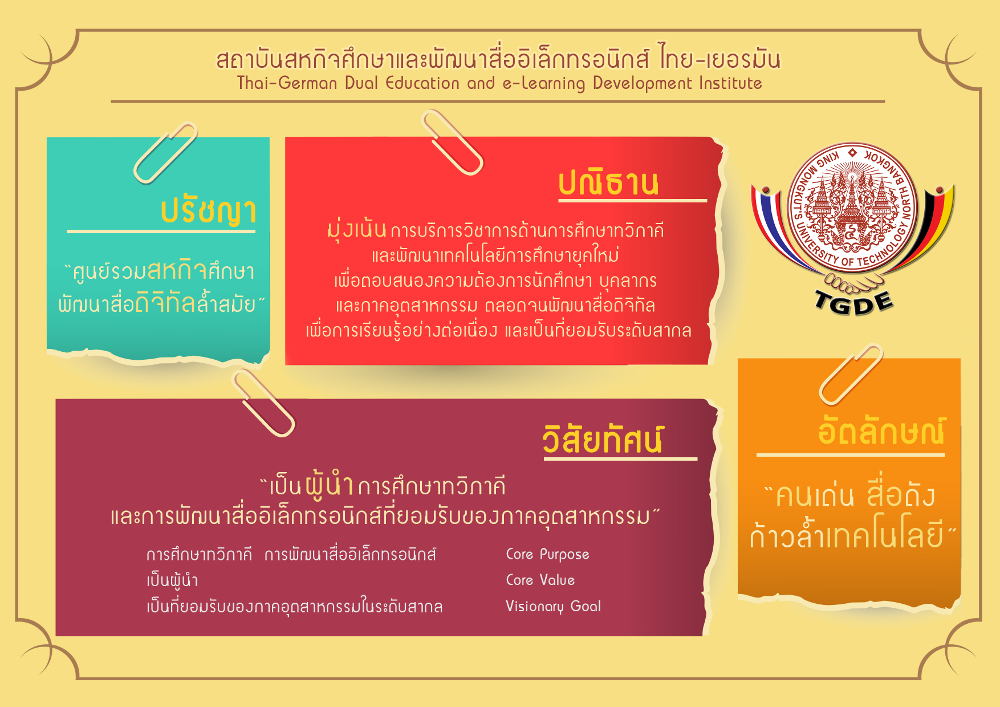 สถาบันสหกิจศึกษาและพัฒนาสื่ออิเล็กทรอนิกส์ ไทย-เยอรมัน
Thai-German Dual Education and e-Learning Development Institute
ปรัชญา
“ศูนย์รวมสหกิจศึกษา
พัฒนาสื่อดิจิทัลล้ำสมัย”
ปณิธาน
มุ่งเน้น การบริการวิชาการด้านการศึกษาทวิภาคี
และพัฒนาเทคโนโลยีการศึกษายุคใหม่
เพื่อตอบสนองความต้องการนักศึกษา บุคลากร
และภาคอุตสาหกรรม ตลอดจนพัฒนาสื่อดิจิทัล
เพื่อการเรียนรู้อย่างต่อเนื่อง และเป็นที่ยอมรับระดับสากล
KING MONGKUT'S UNIVERSITY OF TECHNOLOGY NORTH BANGKOK
TGDE
วิสัยทัศน์
“เป็นผู้นำ การศึกษาทวิภาคี
และการพัฒนาสื่ออิเล็กทรอนิกส์ที่ยอมรับของภาคอุตสาหกรรม”
การศึกษาทวิภาคี การพัฒนาสื่ออิเล็กทรอนิกส์ Core Purpose
เป็นผู้นำ Core Value
เป็นที่ยอมรับของภาคอุตสาหกรรมในระดับสากล Visionary Goal
อัตลักษณ์
“คนเด่น สื่อดัง
ก้าวล้ำเทคโนโลยี”